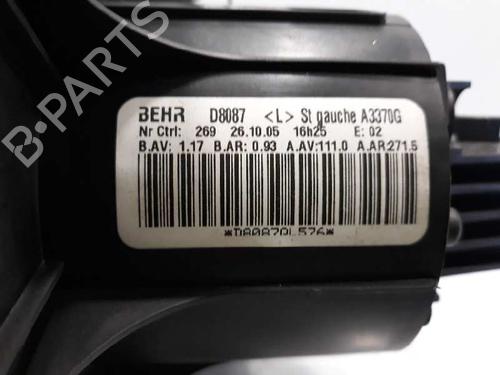 BEHR D8087 <L> St gauche A3370G
Nr Ctrl: 269 26.10.05 16h25 E: 02
B.AV: 1.17 B.AR: 0.93 A.AV:111.0 A.AR:271.5
*D80870L576*
B-PARTS